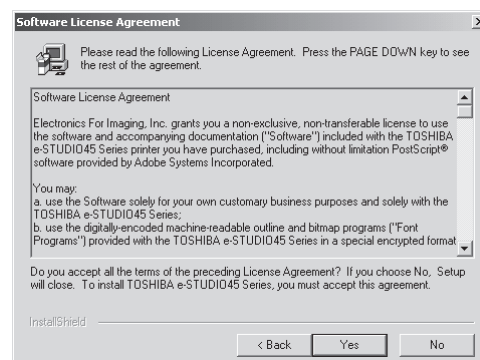 Software License Agreement
Please read the following License Agreement. Press the PAGE DOWN key to see
the rest of the agreement.
Software License Agreement
Electronics For Imaging, Inc. grants you a non-exclusive, non-transferable license to use
the software and accompanying documentation ("Software") included with the TOSHIBA
e-STUDIO45 Series printer you have purchased, including without limitation PostScript®
software provided by Adobe Systems Incorporated.
You may:
a. use the Software solely for your own customary business purposes and solely with the
TOSHIBA e-STUDIO45 Series;
b. use the digitally-encoded machine-readable outline and bitmap programs ("Font
Programs") provided with the TOSHIBA e-STUDIO45 Series in a special encrypted format
Do you accept all the terms of the preceding License Agreement? If you choose No, Setup
will close. To install TOSHIBA e-STUDIO45 Series, you must accept this agreement.
InstallShield
< Back Yes No